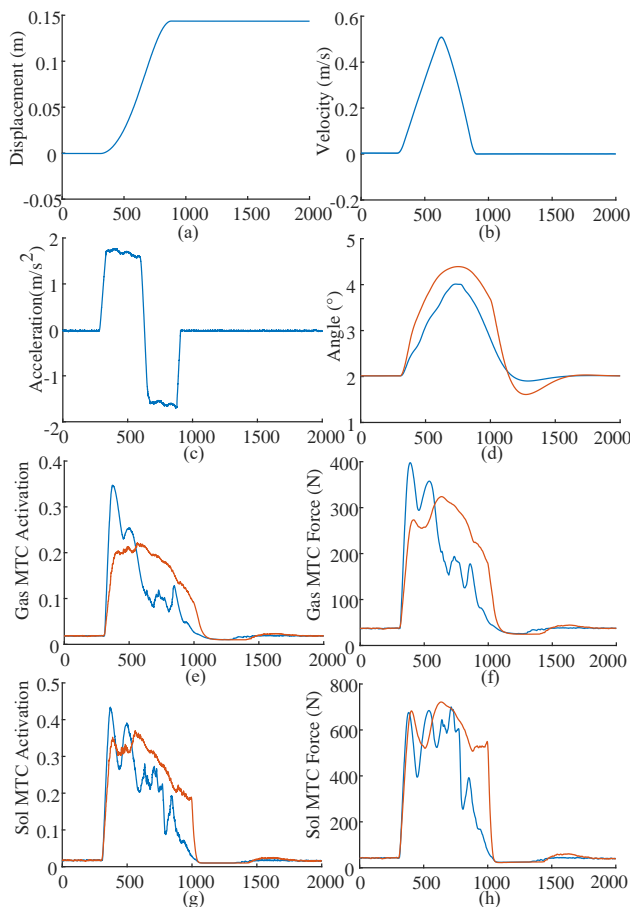 0.15
0.1
0.05
0
-0.05
Displacement (m)
0 500 1000 1500 2000
(a)
0.6
0.4
0.2
0
-0.2
Velocity (m/s)
0 500 1000 1500 2000
(b)
2
1
0
-1
-2
Acceleration(m/s²)
0 500 1000 1500 2000
(c)
5
4
3
2
1
Angle (°)
0 500 1000 1500 2000
(d)
0.4
0.3
0.2
0.1
0
Gas MTC Activation
0 500 1000 1500 2000
(e)
400
300
200
100
0
Gas MTC Force (N)
0 500 1000 1500 2000
(f)
0.5
0.4
0.3
0.2
0.1
0
Sol MTC Activation
0 500 1000 1500 2000
(g)
800
600
400
200
0
Sol MTC Force (N)
0 500 1000 1500 2000
(h)